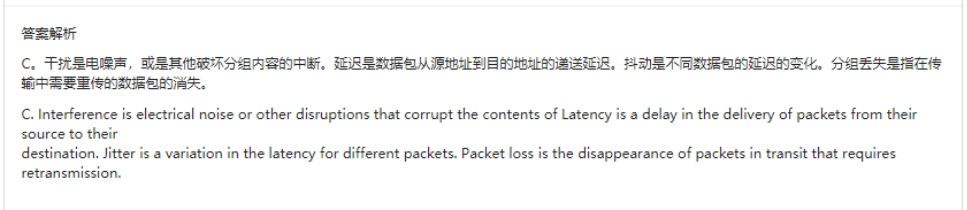 答案解析
C。干扰是电噪声，或是其他破坏分组内容的中断。延迟是数据包从源地址到目的地址的递送延迟。抖动是不同数据包的延迟的变化。分组丢失是指在传
输中需要重传的数据包的消失。
C. Interference is electrical noise or other disruptions that corrupt the contents of Latency is a delay in the delivery of packets from their
source to their
destination. Jitter is a variation in the latency for different packets. Packet loss is the disappearance of packets in transit that requires
retransmission.